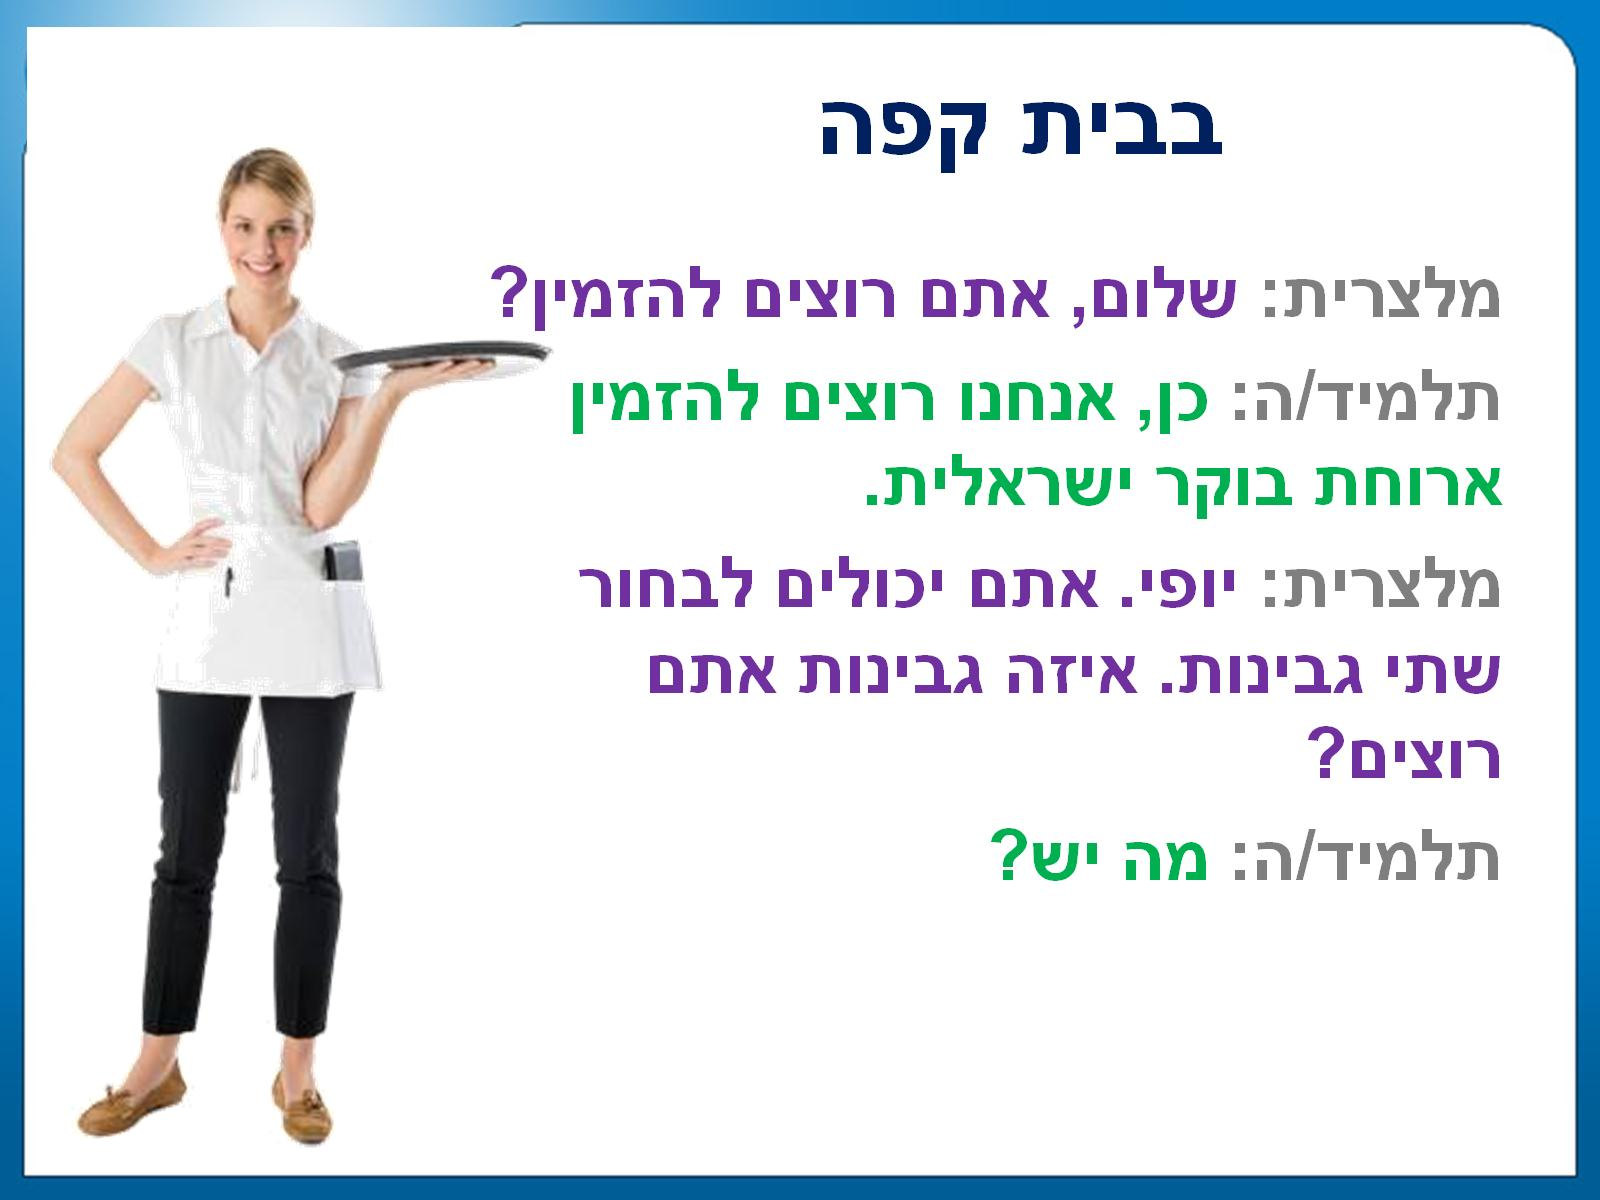 בבית קפה
מלצרית: שלום, אתם רוצים להזמין?
תלמיד/ה: כן, אנחנו רוצים להזמין
ארוחת בוקר ישראלית.
מלצרית: יופי. אתם יכולים לבחור
שתי גבינות. איזה גבינות אתם
רוצים?
תלמיד/ה: מה יש?